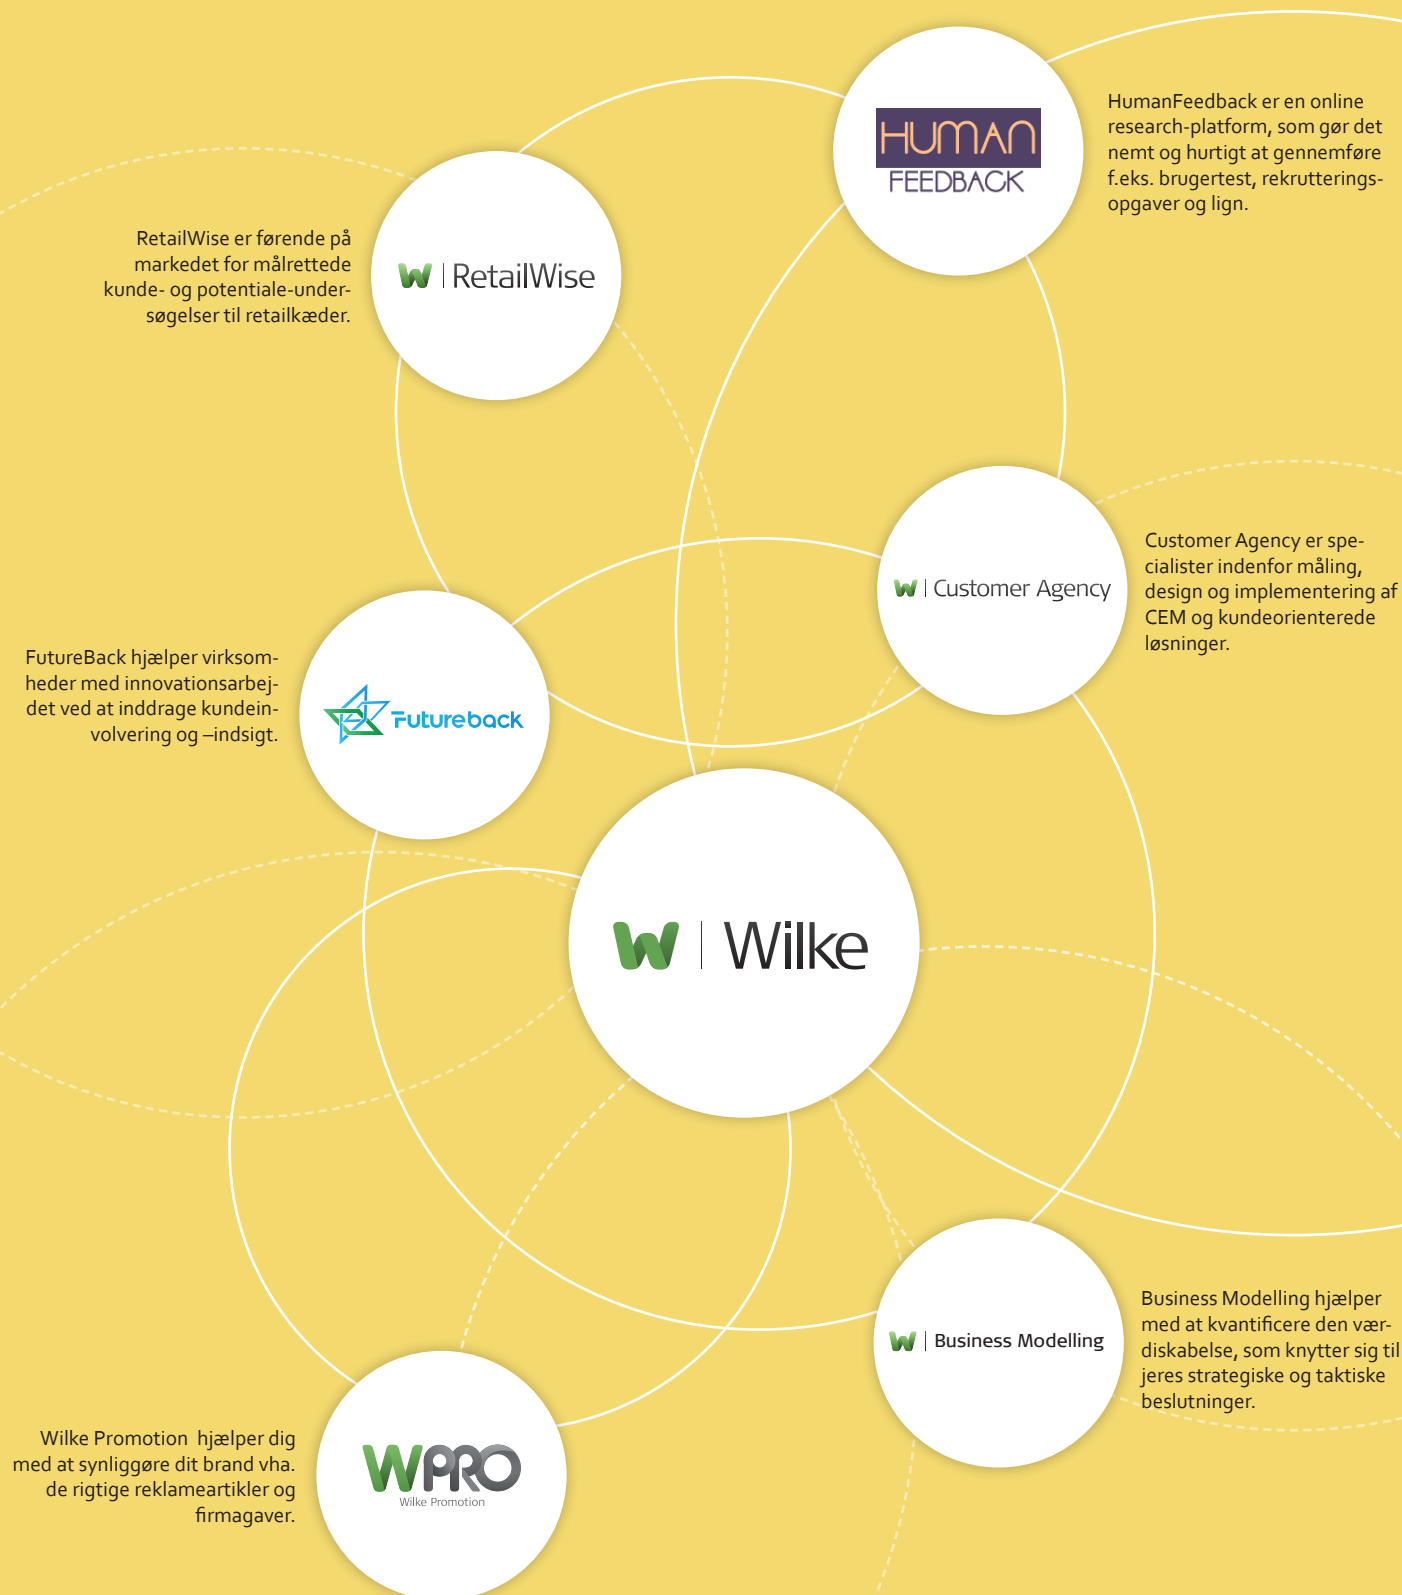 HUMAN
FEEDBACK
HumanFeedback er en online
research-platform, som gør det
nemt og hurtigt at gennemføre
f.eks. brugertest, rekrutterings-
opgaver og lign.
RetailWise er førende på
markedet for målrettede
kunde- og potentiale-under-
søgelser til retailkæder.
W | RetailWise
W | Customer Agency
Customer Agency er spe-
cialister indenfor måling,
design og implementering af
CEM og kundeorienterede
løsninger.
FutureBack hjælper virksom-
heder med innovationsarbej-
det ved at inddrage kundein-
volvering og –indsigt.
Futureback
W | Wilke
W | Business Modelling
Business Modelling hjælper
med at kvantificere den vær-
diskabelse, som knytter sig til
jeres strategiske og taktiske
beslutninger.
Wilke Promotion hjælper dig
med at synliggøre dit brand vha.
de rigtige reklameartikler og
firmagaver.
WPRO
Wilke Promotion